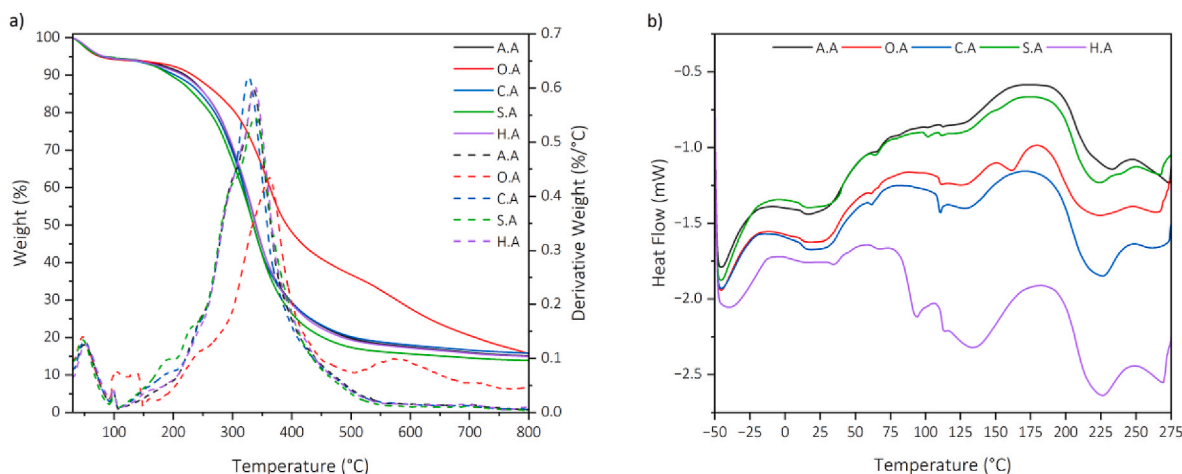 a)
100
90
80
70
60
50
40
30
20
10
0
Weight (%)
100 200 300 400 500 600 700 800
Temperature (°C)
0.7
0.6
0.5
0.4
0.3
0.2
0.1
0.0
Derivative Weight (%/°C)
A.A
O.A
C.A
S.A
H.A
A.A
O.A
C.A
S.A
H.A
b)
A.A O.A C.A S.A H.A
−0.5
−1.0
−1.5
−2.0
−2.5
Heat Flow (mW)
−50 −25 0 25 50 75 100 125 150 175 200 225 250 275
Temperature (°C)